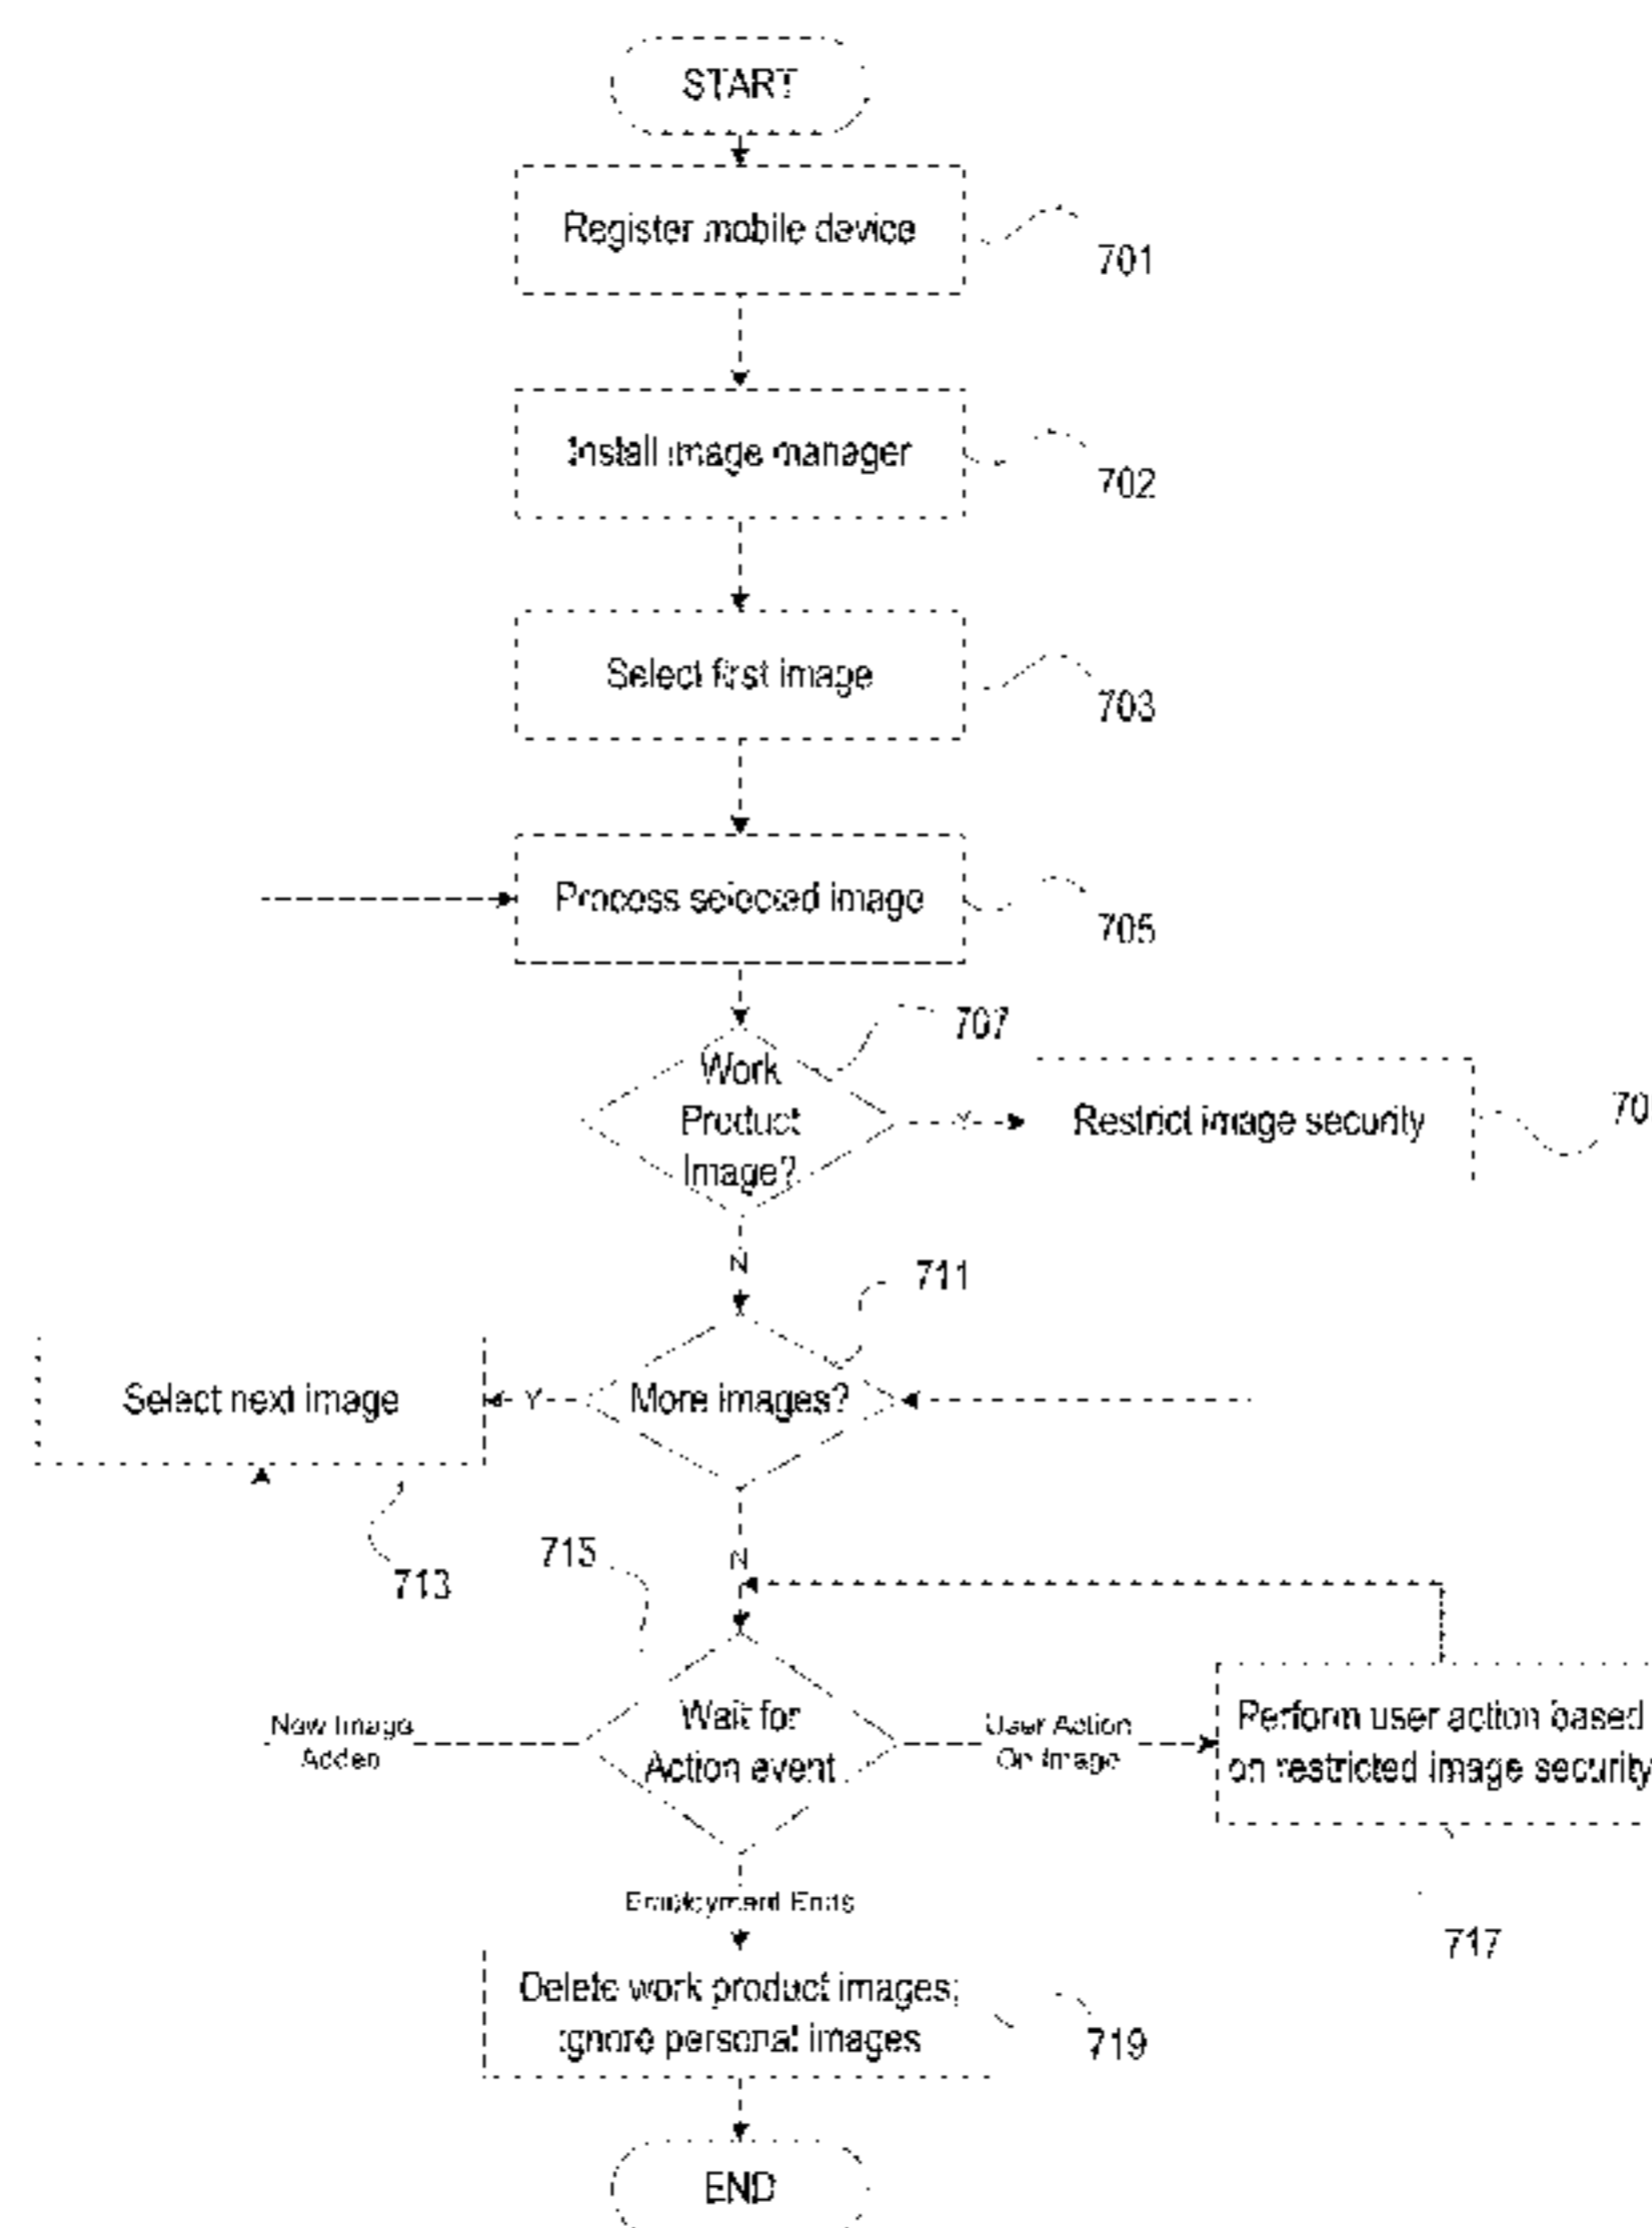 START
Register mobile device
701
Install image manager
702
Select first image
703
Process selected image
705
707
Work
Product
Image?
Y
Restrict image security
70
N
711
Select next image
Y
More images?
713
715
N
New Image
Added
Wait for
Action event
User Action
On Image
Perform user action based
on restricted image security
717
Employment Ends
Delete work product images;
ignore personal images
719
END